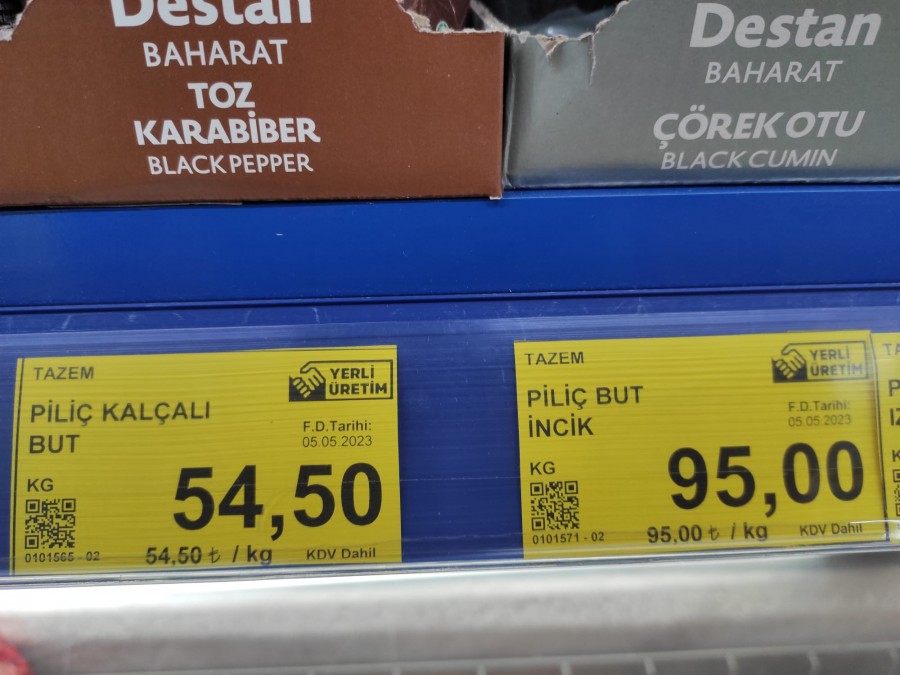 Destan
BAHARAT
TOZ
KARABİBER
BLACK PEPPER
Destan
BAHARAT
ÇÖREK OTU
BLACK CUMIN
TAZEM
YERLİ
ÜRETİM
PİLİÇ KALÇALI
BUT
F.D.Tarihi:
05.05.2023
KG
54,50
0101565 - 02
54,50 ₺ / kg
KDV Dahil
TAZEM
YERLİ
ÜRETİM
PİLİÇ BUT
İNCİK
F.D.Tarihi:
05.05.2023
KG
95,00
0101571 - 02
95,00 ₺ / kg
KDV Dahil